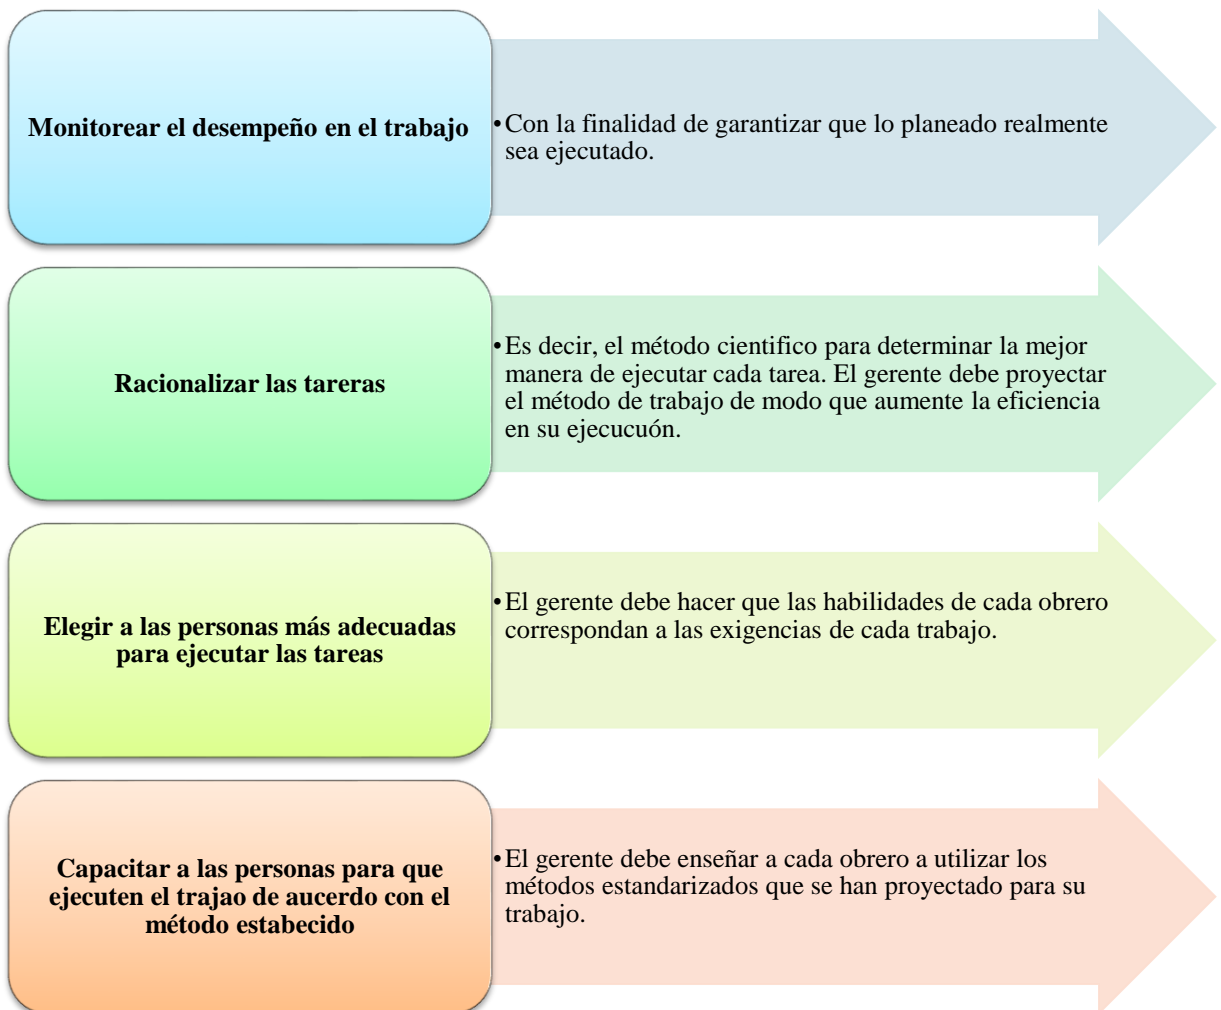 Monitorear el desempeño en el trabajo
•Con la finalidad de garantizar que lo planeado realmente
sea ejecutado.
Racionalizar las tareras
•Es decir, el método cientifico para determinar la mejor
manera de ejecutar cada tarea. El gerente debe proyectar
el método de trabajo de modo que aumente la eficiencia
en su ejecucuón.
Elegir a las personas más adecuadas
para ejecutar las tareas
•El gerente debe hacer que las habilidades de cada obrero
correspondan a las exigencias de cada trabajo.
Capacitar a las personas para que
ejecuten el trajao de aucerdo con el
método estabecido
•El gerente debe enseñar a cada obrero a utilizar los
métodos estandarizados que se han proyectado para su
trabajo.